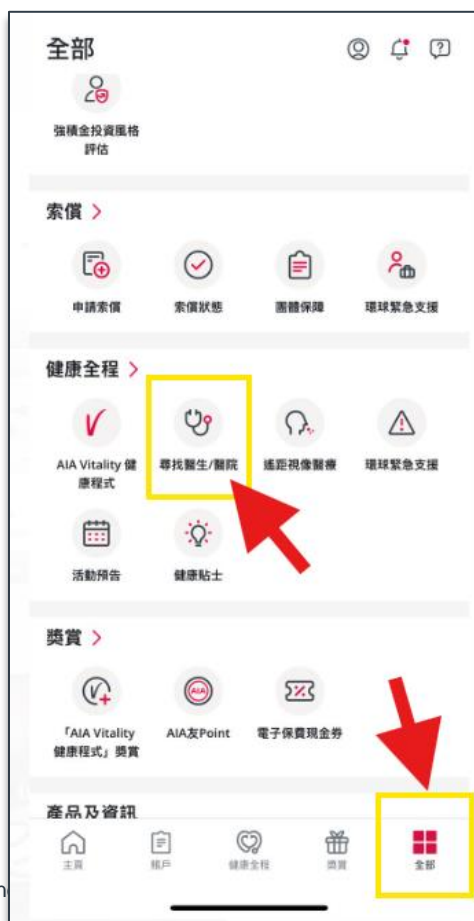 全部
強積金投資風格
評估
索償 >
申請索償 索償狀態 團體保障 環球緊急支援
健康全程 >
AIA Vitality 健
康程式
尋找醫生/醫院 遙距視像醫療 環球緊急支援
活動預告 健康貼士
獎賞 >
「AIA Vitality
健康程式」獎賞
AIA友Point 電子保費現金券
產品及資訊
主頁 賬戶 健康全程 獎賞 全部